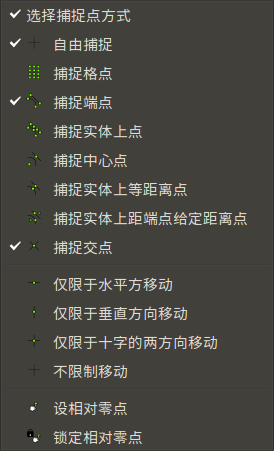 选择捕捉点方式
自由捕捉
捕捉格点
捕捉端点
捕捉实体上点
捕捉中心点
捕捉实体上等距离点
捕捉实体上距端点给定距离点
捕捉交点
仅限于水平方移动
仅限于垂直方向移动
仅限于十字的两方向移动
不限制移动
设相对零点
锁定相对零点